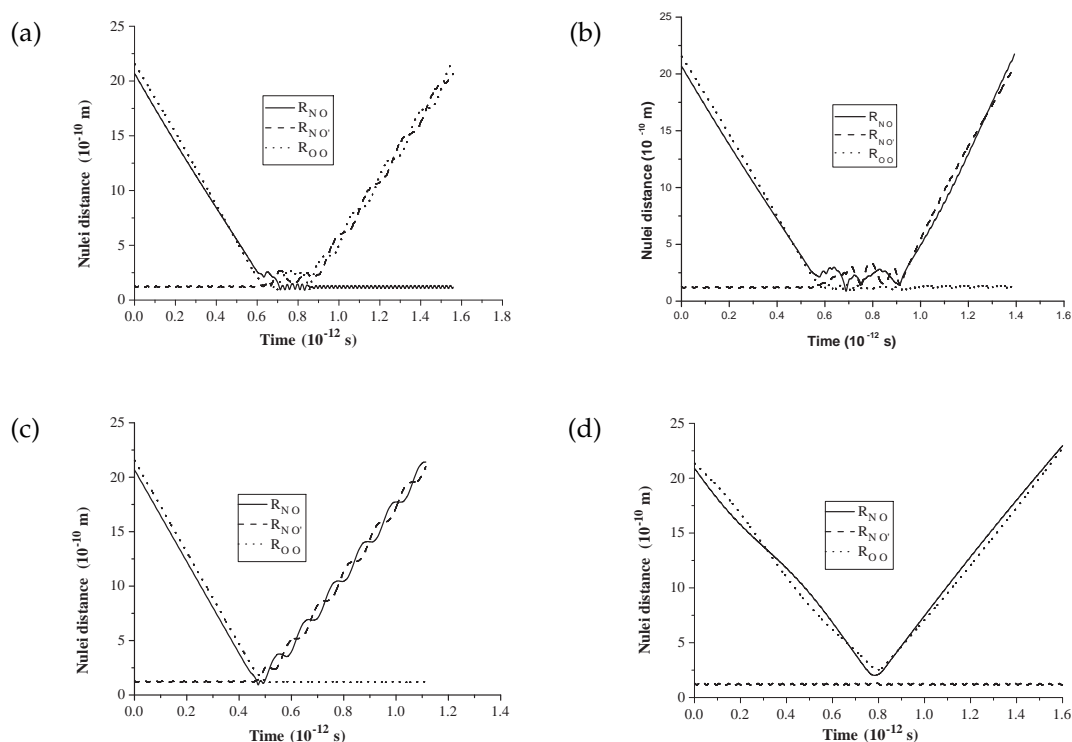 (a)
25
20
15
10
5
0
Nulei distance (10⁻¹⁰ m)
R_NO
R_NO'
R_OO
0.0 0.2 0.4 0.6 0.8 1.0 1.2 1.4 1.6 1.8
Time (10⁻¹² s)
(b)
25
20
15
10
5
0
Nulei distance (10⁻¹⁰ m)
R_NO
R_NO'
R_OO
0.0 0.2 0.4 0.6 0.8 1.0 1.2 1.4 1.6
Time (10⁻¹² s)
(c)
25
20
15
10
5
0
Nulei distance (10⁻¹⁰ m)
R_NO
R_NO'
R_OO
0.0 0.2 0.4 0.6 0.8 1.0 1.2 1.4
Time (10⁻¹² s)
(d)
25
20
15
10
5
0
Nulei distance (10⁻¹⁰ m)
R_NO
R_NO'
R_OO
0.0 0.2 0.4 0.6 0.8 1.0 1.2 1.4 1.6
Time (10⁻¹² s)